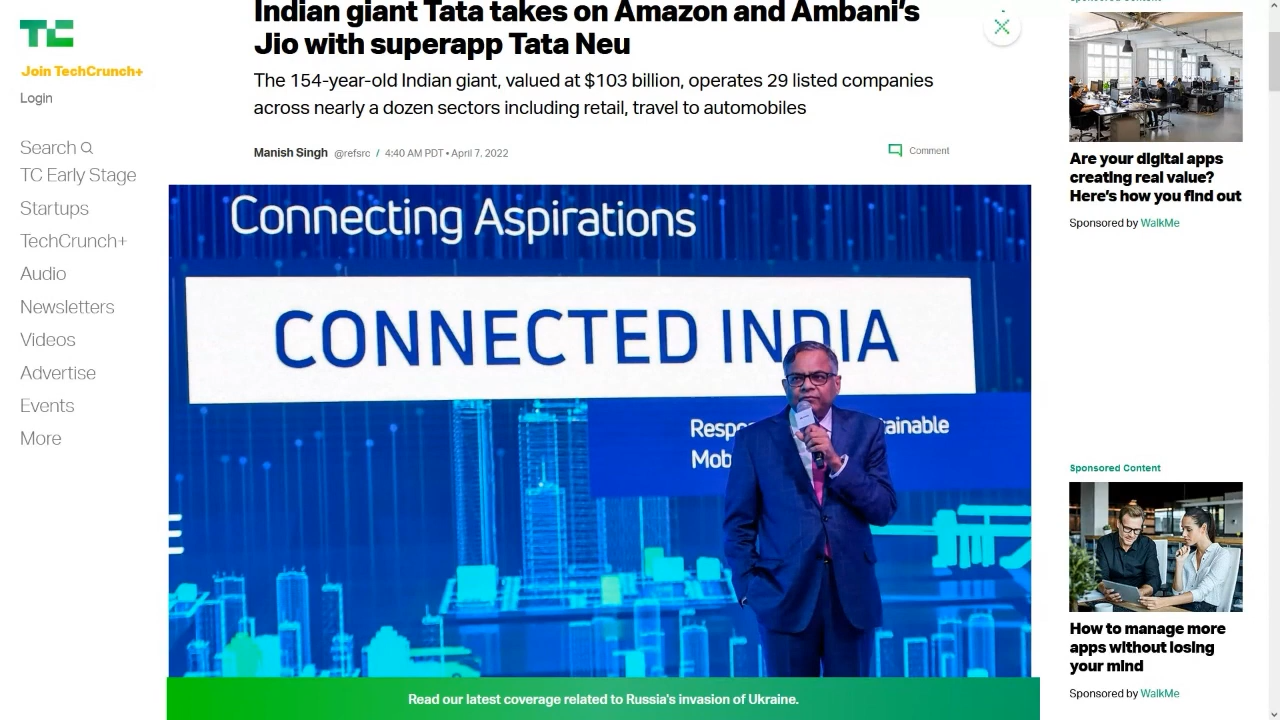 TC
Join TechCrunch+
Login
Search
TC Early Stage
Startups
TechCrunch+
Audio
Newsletters
Videos
Advertise
Events
More
Indian giant Tata takes on Amazon and Ambani's
Jio with superapp Tata Neu
The 154-year-old Indian giant, valued at $103 billion, operates 29 listed companies
across nearly a dozen sectors including retail, travel to automobiles
Manish Singh @refsrc / 4:40 AM PDT • April 7, 2022
Comment
Connecting Aspirations
CONNECTED INDIA
Read our latest coverage related to Russia's invasion of Ukraine.
Are your digital apps
creating real value?
Here's how you find out
Sponsored by WalkMe
Sponsored Content
How to manage more
apps without losing
your mind
Sponsored by WalkMe